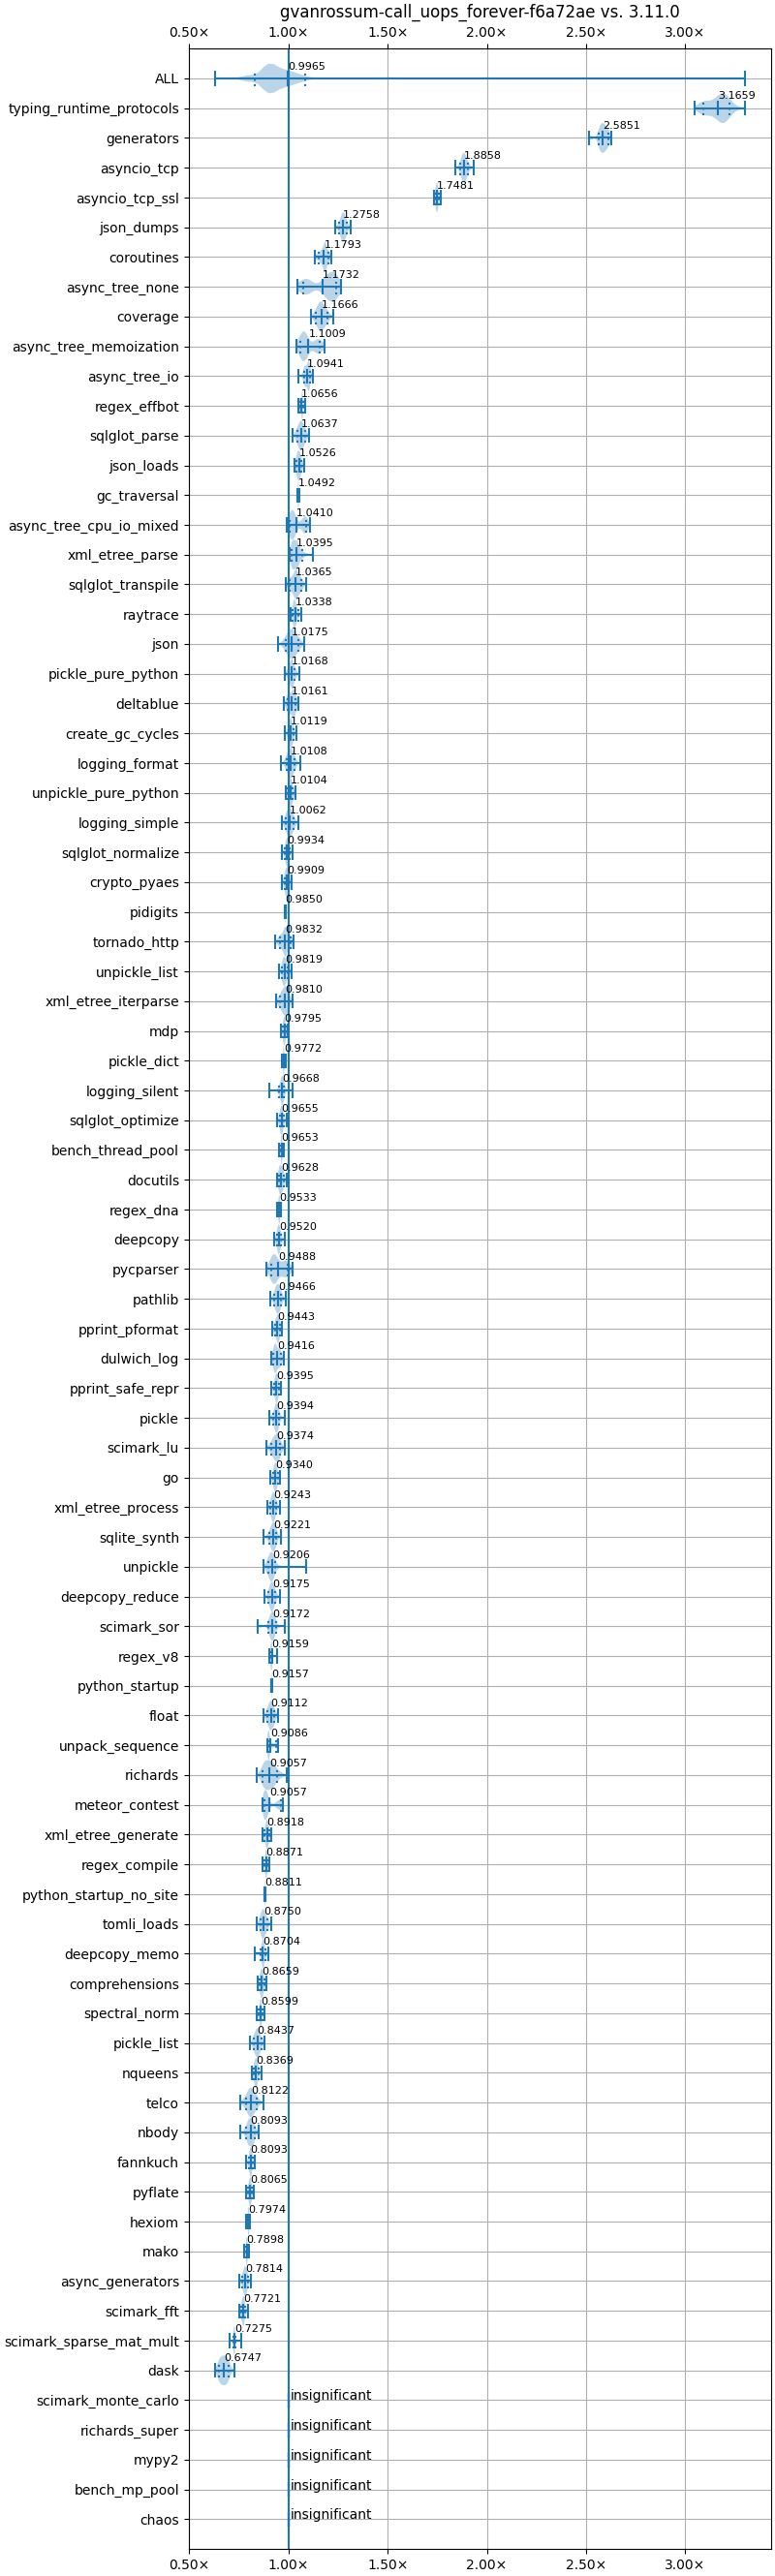 gvanrossum-call_uops_forever-f6a72ae vs. 3.11.0
0.50× 1.00× 1.50× 2.00× 2.50× 3.00×
ALL 0.9965
typing_runtime_protocols 3.1659
generators 2.5851
asyncio_tcp 1.8858
asyncio_tcp_ssl 1.7481
json_dumps 1.2758
coroutines 1.1793
async_tree_none 1.1732
coverage 1.1666
async_tree_memoization 1.1009
async_tree_io 1.0941
regex_effbot 1.0656
sqlglot_parse 1.0637
json_loads 1.0526
gc_traversal 1.0492
async_tree_cpu_io_mixed 1.0410
xml_etree_parse 1.0395
sqlglot_transpile 1.0365
raytrace 1.0338
json 1.0175
pickle_pure_python 1.0168
deltablue 1.0161
create_gc_cycles 1.0119
logging_format 1.0108
unpickle_pure_python 1.0104
logging_simple 1.0062
sqlglot_normalize 0.9934
crypto_pyaes 0.9909
pidigits 0.9850
tornado_http 0.9832
unpickle_list 0.9819
xml_etree_iterparse 0.9810
mdp 0.9795
pickle_dict 0.9772
logging_silent 0.9668
sqlglot_optimize 0.9655
bench_thread_pool 0.9653
docutils 0.9628
regex_dna 0.9533
deepcopy 0.9520
pycparser 0.9488
pathlib 0.9466
pprint_pformat 0.9443
dulwich_log 0.9416
pprint_safe_repr 0.9395
pickle 0.9394
scimark_lu 0.9374
go 0.9340
xml_etree_process 0.9243
sqlite_synth 0.9221
unpickle 0.9206
deepcopy_reduce 0.9175
scimark_sor 0.9172
regex_v8 0.9159
python_startup 0.9157
float 0.9112
unpack_sequence 0.9086
richards 0.9057
meteor_contest 0.9057
xml_etree_generate 0.8918
regex_compile 0.8871
python_startup_no_site 0.8811
tomli_loads 0.8750
deepcopy_memo 0.8704
comprehensions 0.8659
spectral_norm 0.8599
pickle_list 0.8437
nqueens 0.8369
telco 0.8122
nbody 0.8093
fannkuch 0.8093
pyflate 0.8065
hexiom 0.7974
mako 0.7898
async_generators 0.7814
scimark_fft 0.7721
scimark_sparse_mat_mult 0.7275
dask 0.6747
scimark_monte_carlo insignificant
richards_super insignificant
mypy2 insignificant
bench_mp_pool insignificant
chaos insignificant
0.50× 1.00× 1.50× 2.00× 2.50× 3.00×